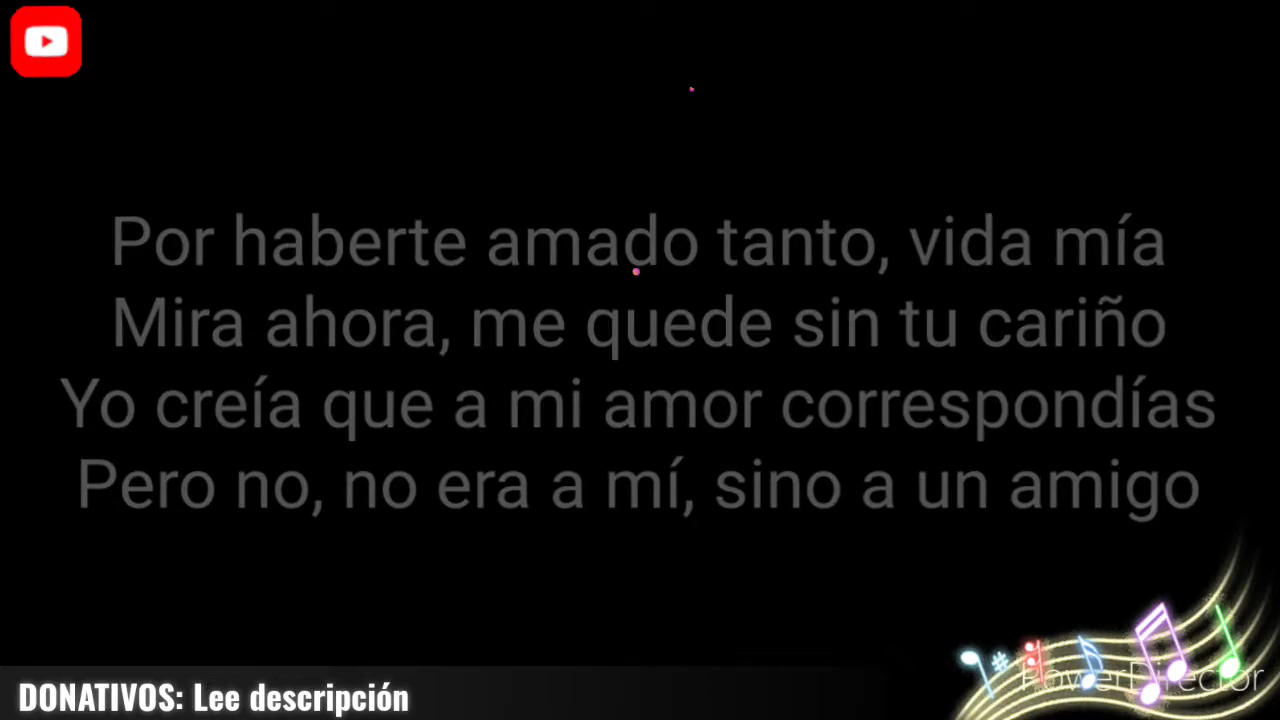 Por haberte amado tanto, vida mía
Mira ahora, me quede sin tu cariño
Yo creía que a mi amor correspondías
Pero no, no era a mí, sino a un amigo
PowerDirector
DONATIVOS: Lee descripción